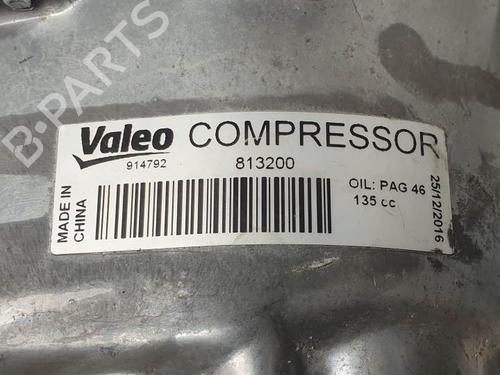 B-PARTS
Valeo COMPRESSOR
914792 813200
MADE IN
CHINA
OIL: PAG 46
135 cc
25/12/2016